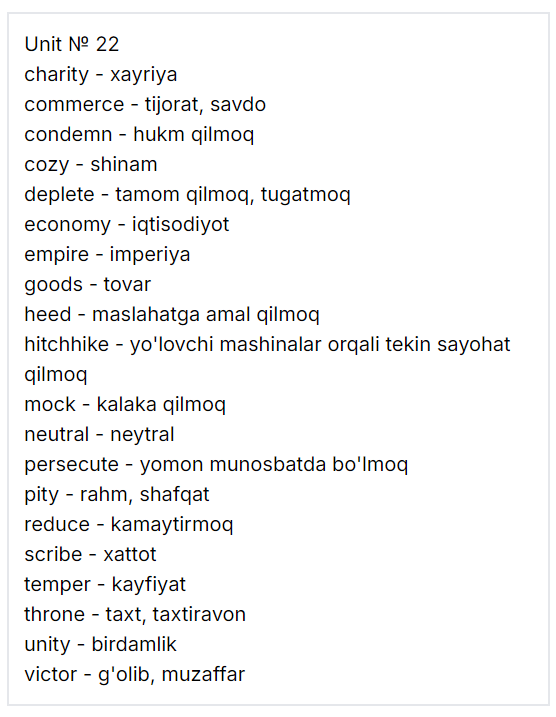 Unit № 22
charity - xayriya
commerce - tijorat, savdo
condemn - hukm qilmoq
cozy - shinam
deplete - tamom qilmoq, tugatmoq
economy - iqtisodiyot
empire - imperiya
goods - tovar
heed - maslahatga amal qilmoq
hitchhike - yo'lovchi mashinalar orqali tekin sayohat
qilmoq
mock - kalaka qilmoq
neutral - neytral
persecute - yomon munosbatda bo'lmoq
pity - rahm, shafqat
reduce - kamaytirmoq
scribe - xattot
temper - kayfiyat
throne - taxt, taxtiravon
unity - birdamlik
victor - g'olib, muzaffar